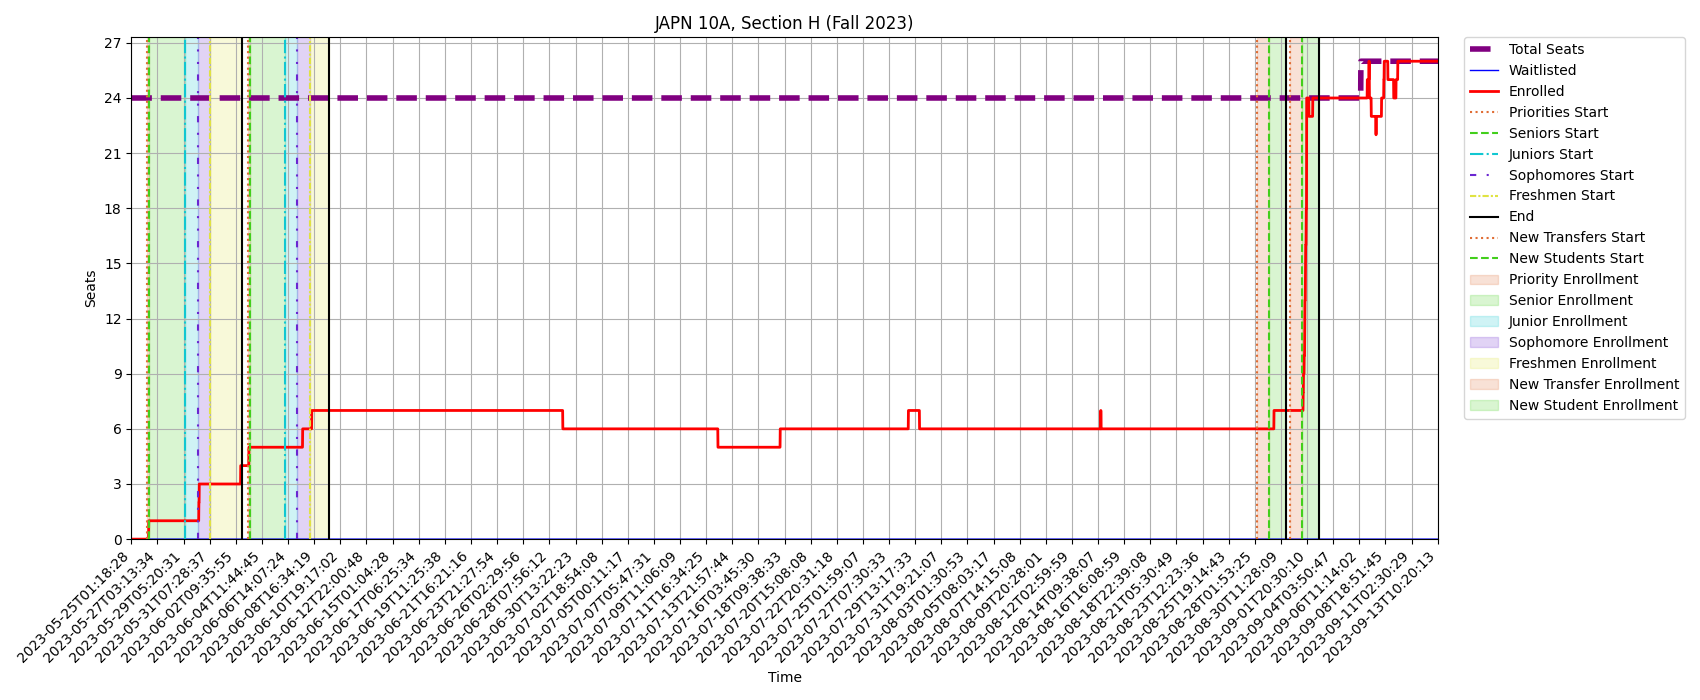 JAPN 10A, Section H (Fall 2023)
27
24
21
18
15
12
9
6
3
0
Seats
2023-05-25T01:18:28
2023-05-27T03:13:34
2023-05-29T05:20:31
2023-05-31T07:28:37
2023-06-02T09:35:55
2023-06-04T11:44:45
2023-06-06T14:07:24
2023-06-08T16:34:19
2023-06-10T19:17:02
2023-06-12T22:00:48
2023-06-15T01:04:28
2023-06-17T06:25:34
2023-06-19T11:25:38
2023-06-21T16:21:16
2023-06-23T21:27:54
2023-06-26T02:29:56
2023-06-28T07:56:12
2023-06-30T13:22:23
2023-07-02T18:54:08
2023-07-05T00:11:17
2023-07-07T05:47:31
2023-07-09T11:06:09
2023-07-11T16:34:25
2023-07-13T21:57:44
2023-07-16T03:45:30
2023-07-18T09:38:33
2023-07-20T15:08:08
2023-07-22T20:31:18
2023-07-25T01:59:07
2023-07-27T07:30:33
2023-07-29T13:17:33
2023-07-31T19:21:07
2023-08-03T01:30:53
2023-08-05T08:03:17
2023-08-07T14:15:08
2023-08-09T20:28:01
2023-08-12T02:59:59
2023-08-14T09:38:07
2023-08-16T16:08:59
2023-08-18T22:39:08
2023-08-21T05:30:49
2023-08-23T12:23:36
2023-08-25T19:14:43
2023-08-28T01:53:25
2023-08-30T11:28:09
2023-09-01T20:30:10
2023-09-04T03:50:47
2023-09-06T11:14:02
2023-09-08T18:51:45
2023-09-11T02:30:29
2023-09-13T10:20:13
Time
Total Seats
Waitlisted
Enrolled
Priorities Start
Seniors Start
Juniors Start
Sophomores Start
Freshmen Start
End
New Transfers Start
New Students Start
Priority Enrollment
Senior Enrollment
Junior Enrollment
Sophomore Enrollment
Freshmen Enrollment
New Transfer Enrollment
New Student Enrollment